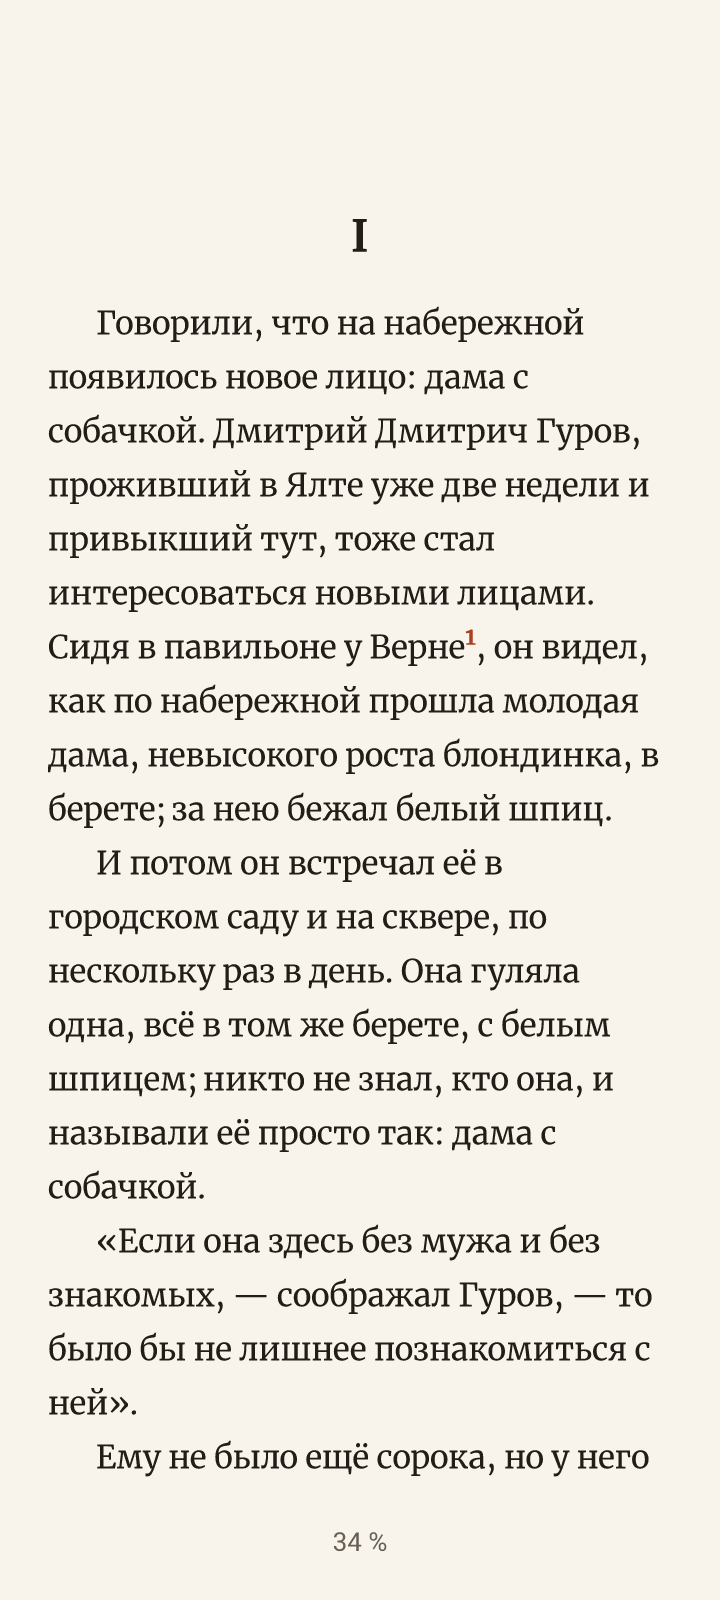 I
Говорили, что на набережной
появилось новое лицо: дама с
собачкой. Дмитрий Дмитрич Гуров,
проживший в Ялте уже две недели и
привыкший тут, тоже стал
интересоваться новыми лицами.
Сидя в павильоне у Верне¹, он видел,
как по набережной прошла молодая
дама, невысокого роста блондинка, в
берете; за нею бежал белый шпиц.
И потом он встречал её в
городском саду и на сквере, по
нескольку раз в день. Она гуляла
одна, всё в том же берете, с белым
шпицем; никто не знал, кто она, и
называли её просто так: дама с
собачкой.
«Если она здесь без мужа и без
знакомых, — соображал Гуров, — то
было бы не лишнее познакомиться с
ней».
Ему не было ещё сорока, но у него
34 %